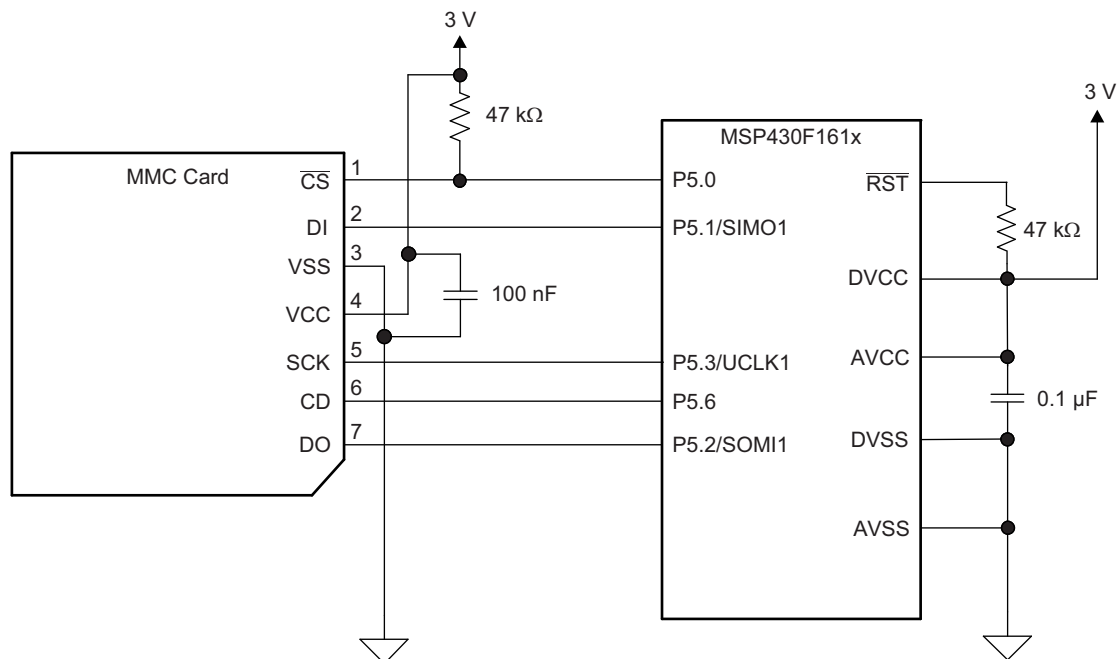 3 V
47 kΩ
3 V
MMC Card
MSP430F161x
CS
1
P5.0
RST
DI
2
P5.1/SIMO1
47 kΩ
VSS
3
DVCC
100 nF
VCC
4
SCK
5
P5.3/UCLK1
AVCC
CD
6
P5.6
0.1 µF
DO
7
P5.2/SOMI1
DVSS
AVSS